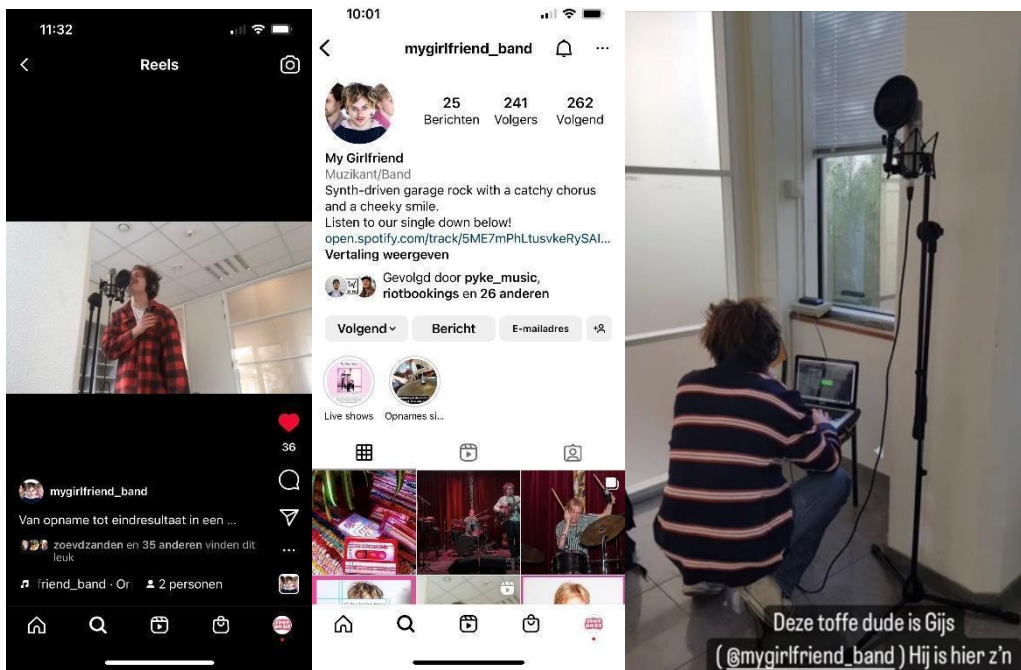 11:32
Reels
36
mygirlfriend_band
Van opname tot eindresultaat in een ...
zoevdzanden en 35 anderen vinden dit
leuk
friend_band · Or
2 personen
10:01
mygirlfriend_band
25
241
262
Berichten
Volgers
Volgend
My Girlfriend
Muzikant/Band
Synth-driven garage rock with a catchy chorus
and a cheeky smile.
Listen to our single down below!
open.spotify.com/track/5ME7mPhLtusvkeRySAI...
Vertaling weergeven
Gevolgd door pyke_music,
riotbookings en 26 anderen
Volgend
Bericht
E-mailadres
Live shows
Opnames si...
Deze toffe dude is Gijs
( @mygirlfriend_band ) Hij is hier z'n